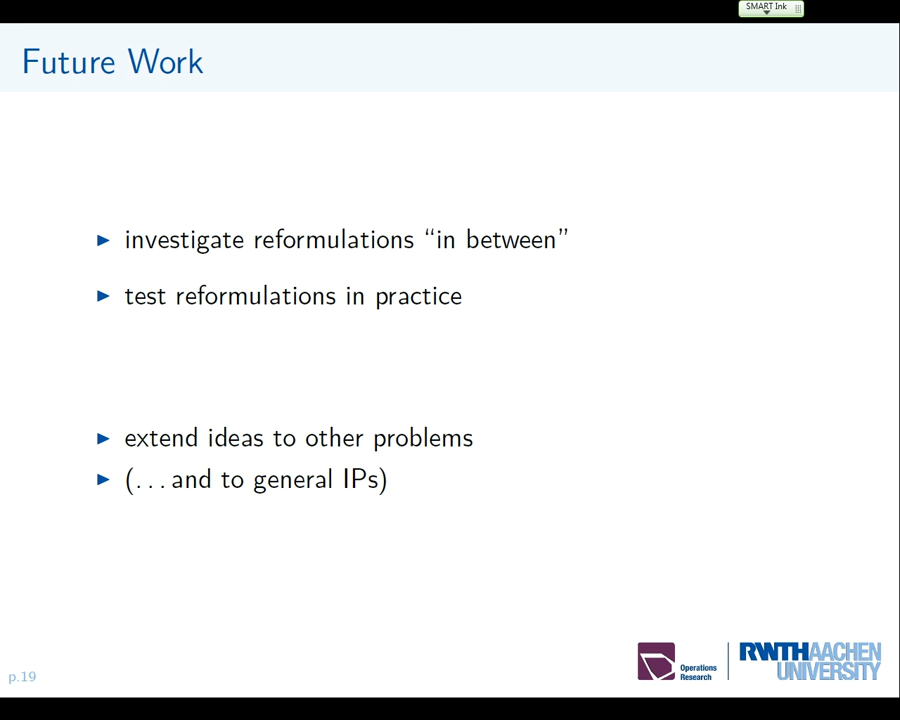 SMART Ink
Future Work
investigate reformulations “in between”
test reformulations in practice
extend ideas to other problems
(...and to general IPs)
p.19
Operations
Research
RWTHAACHEN
UNIVERSITY